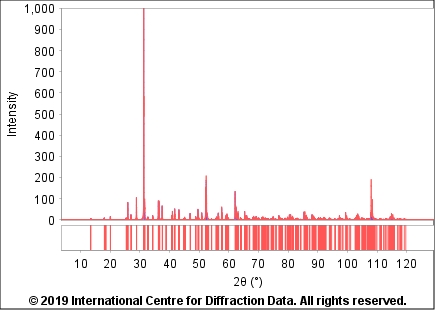 1,000
900
800
700
600
500
400
300
200
100
0
Intensity
10 20 30 40 50 60 70 80 90 100 110 120
2θ (°)
© 2019 International Centre for Diffraction Data. All rights reserved.